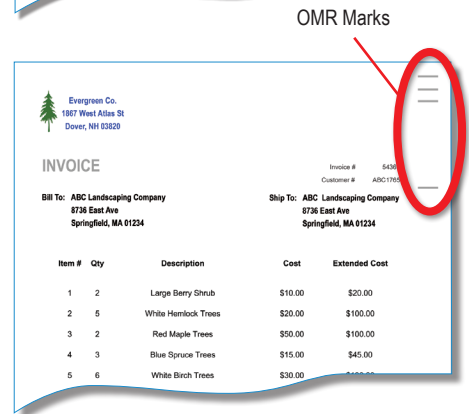 OMR Marks
Evergreen Co.
1867 West Atlas St
Dover, NH 03820
INVOICE
Invoice #
Customer #
Bill To: ABC Landscaping Company
8736 East Ave
Springfield, MA 01234
Ship To: ABC Landscaping Company
8736 East Ave
Springfield, MA 01234
Item # Qty Description Cost Extended Cost
1 2 Large Berry Shrub $10.00 $20.00
2 5 White Hemlock Trees $20.00 $100.00
3 2 Red Maple Trees $50.00 $100.00
4 3 Blue Spruce Trees $15.00 $45.00
5 6 White Birch Trees $30.00